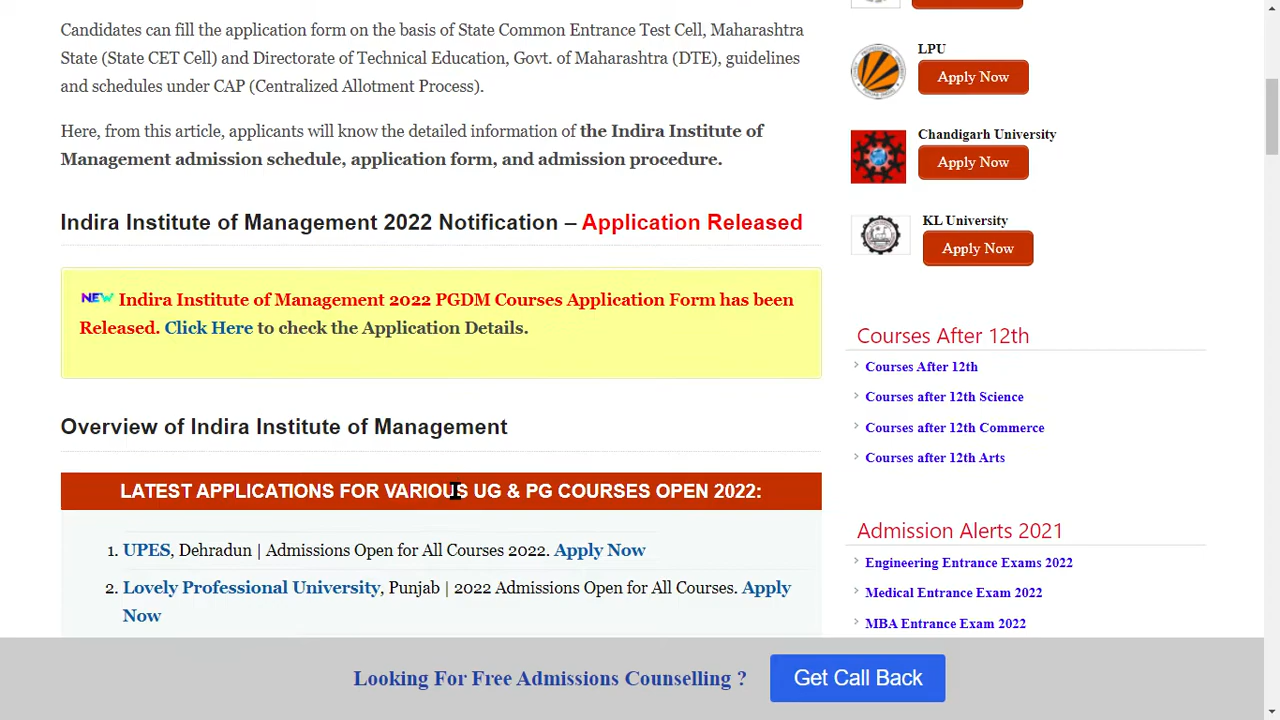 Candidates can fill the application form on the basis of State Common Entrance Test Cell, Maharashtra
State (State CET Cell) and Directorate of Technical Education, Govt. of Maharashtra (DTE), guidelines
and schedules under CAP (Centralized Allotment Process).
Here, from this article, applicants will know the detailed information of the Indira Institute of
Management admission schedule, application form, and admission procedure.
Indira Institute of Management 2022 Notification – Application Released
NEW Indira Institute of Management 2022 PGDM Courses Application Form has been
Released. Click Here to check the Application Details.
Overview of Indira Institute of Management
LATEST APPLICATIONS FOR VARIOUS UG & PG COURSES OPEN 2022:
1. UPES, Dehradun | Admissions Open for All Courses 2022. Apply Now
2. Lovely Professional University, Punjab | 2022 Admissions Open for All Courses. Apply
Now
LPU
Apply Now
Chandigarh University
Apply Now
KL University
Apply Now
Courses After 12th
Courses After 12th
Courses after 12th Science
Courses after 12th Commerce
Courses after 12th Arts
Admission Alerts 2021
Engineering Entrance Exams 2022
Medical Entrance Exam 2022
MBA Entrance Exam 2022
Looking For Free Admissions Counselling ?
Get Call Back